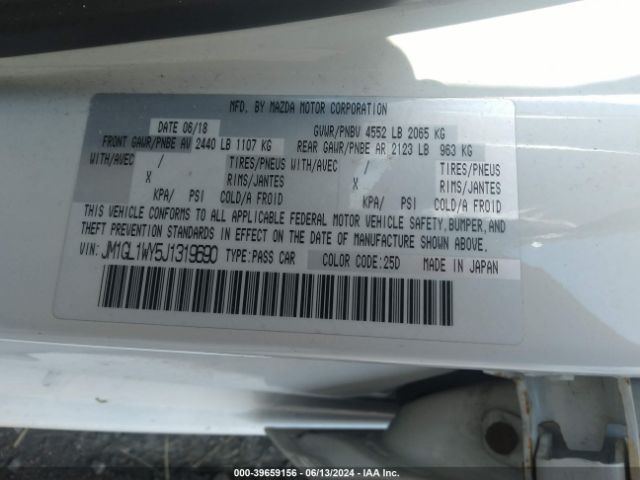 MFD. BY MAZDA MOTOR CORPORATION
DATE 06/18 GVWR/PNBV 4552 LB 2065 KG
FRONT GAWR/PNBE AV 2440 LB 1107 KG REAR GAWR/PNBE AR 2123 LB 963 KG
WITH/AVEC / TIRES/PNEUS WITH/AVEC / TIRES/PNEUS
X RIMS/JANTES X RIMS/JANTES
KPA/ PSI COLD/A FROID KPA/ PSI COLD/A FROID
THIS VEHICLE CONFORMS TO ALL APPLICABLE FEDERAL MOTOR VEHICLE SAFETY, BUMPER, AND
THEFT PREVENTION STANDARDS IN EFFECT ON THE DATE OF MANUFACTURE SHOWN ABOVE.
VIN: JM1GL1WY5J1319690 TYPE:PASS CAR COLOR CODE:25D MADE IN JAPAN
000-39659156 - 06/13/2024 - IAA Inc.